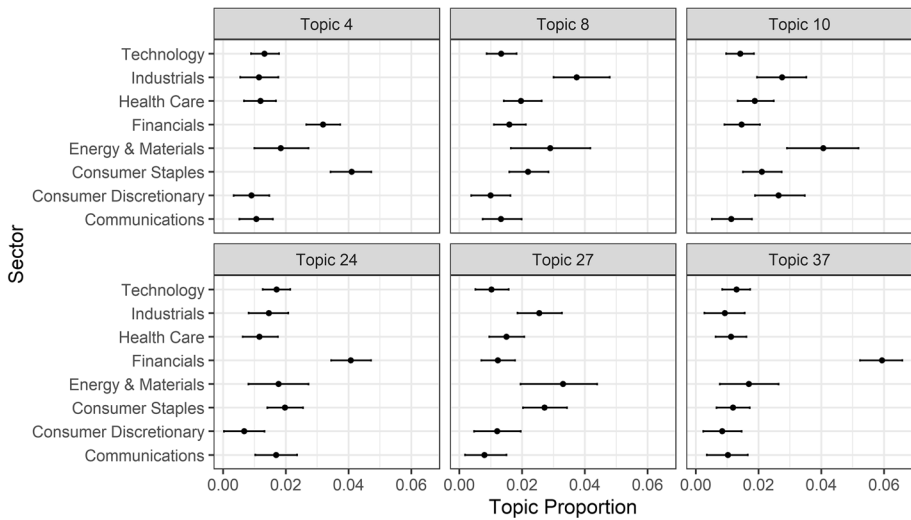 Topic 4 Topic 8 Topic 10
Technology
Industrials
Health Care
Financials
Energy & Materials
Consumer Staples
Consumer Discretionary
Communications
Sector
Topic 24 Topic 27 Topic 37
Technology
Industrials
Health Care
Financials
Energy & Materials
Consumer Staples
Consumer Discretionary
Communications
0.00 0.02 0.04 0.06 0.00 0.02 0.04 0.06 0.00 0.02 0.04 0.06
Topic Proportion